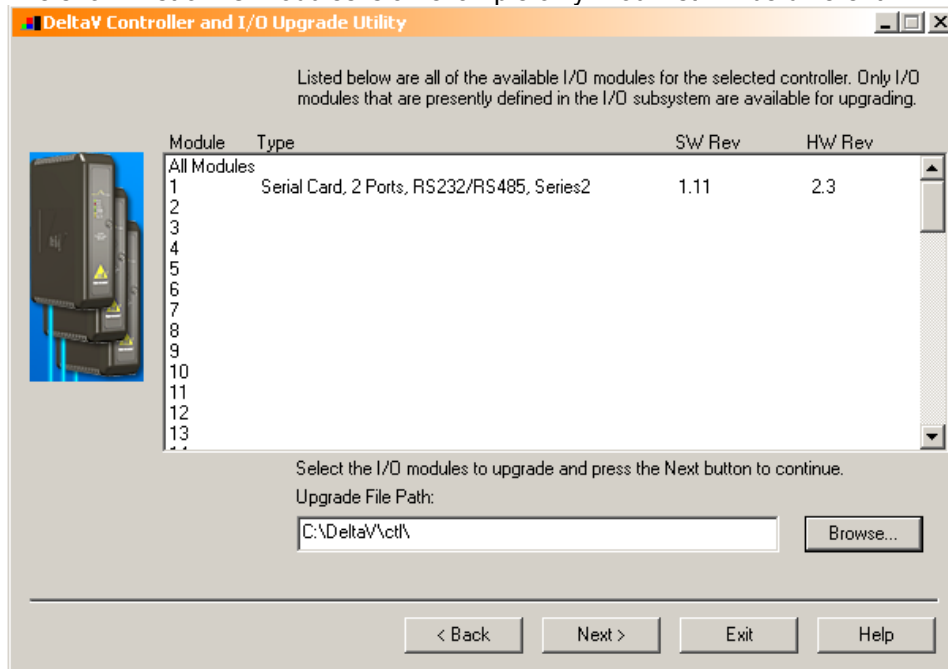 DeltaV Controller and I/O Upgrade Utility
Listed below are all of the available I/O modules for the selected controller. Only I/O
modules that are presently defined in the I/O subsystem are available for upgrading.
Module Type SW Rev HW Rev
All Modules
1 Serial Card, 2 Ports, RS232/RS485, Series2 1.11 2.3
2
3
4
5
6
7
8
9
10
11
12
13
Select the I/O modules to upgrade and press the Next button to continue.
Upgrade File Path:
C:\DeltaV\ctl\
Browse...
< Back Next > Exit Help